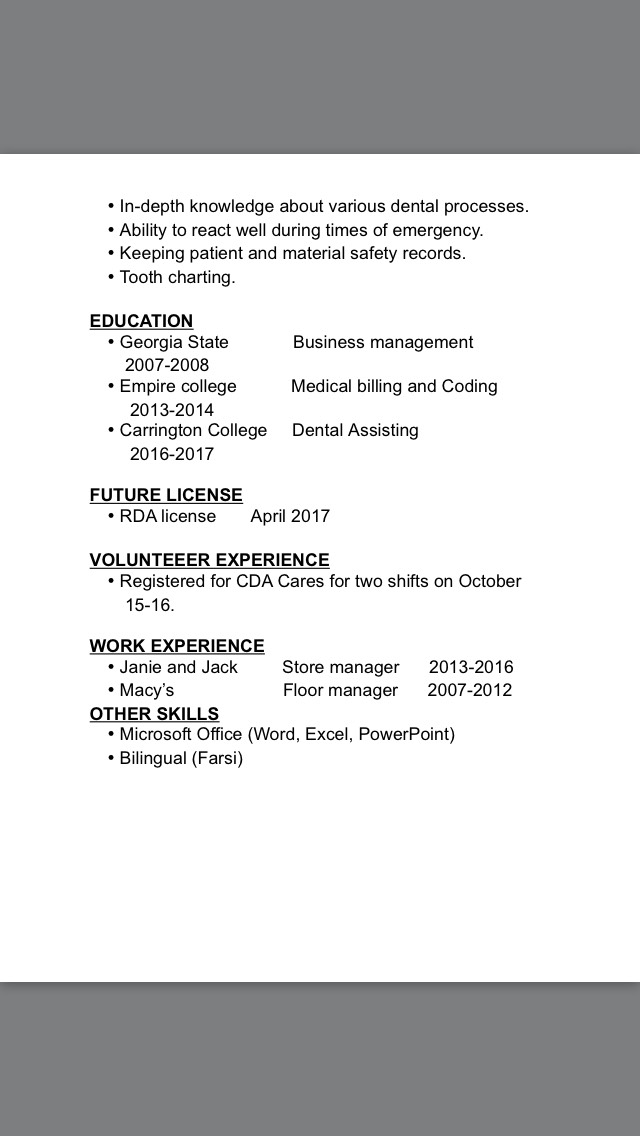 • In-depth knowledge about various dental processes.
• Ability to react well during times of emergency.
• Keeping patient and material safety records.
• Tooth charting.
EDUCATION
• Georgia State Business management
2007-2008
• Empire college Medical billing and Coding
2013-2014
• Carrington College Dental Assisting
2016-2017
FUTURE LICENSE
• RDA license April 2017
VOLUNTEEER EXPERIENCE
• Registered for CDA Cares for two shifts on October
15-16.
WORK EXPERIENCE
• Janie and Jack Store manager 2013-2016
• Macy’s Floor manager 2007-2012
OTHER SKILLS
• Microsoft Office (Word, Excel, PowerPoint)
• Bilingual (Farsi)